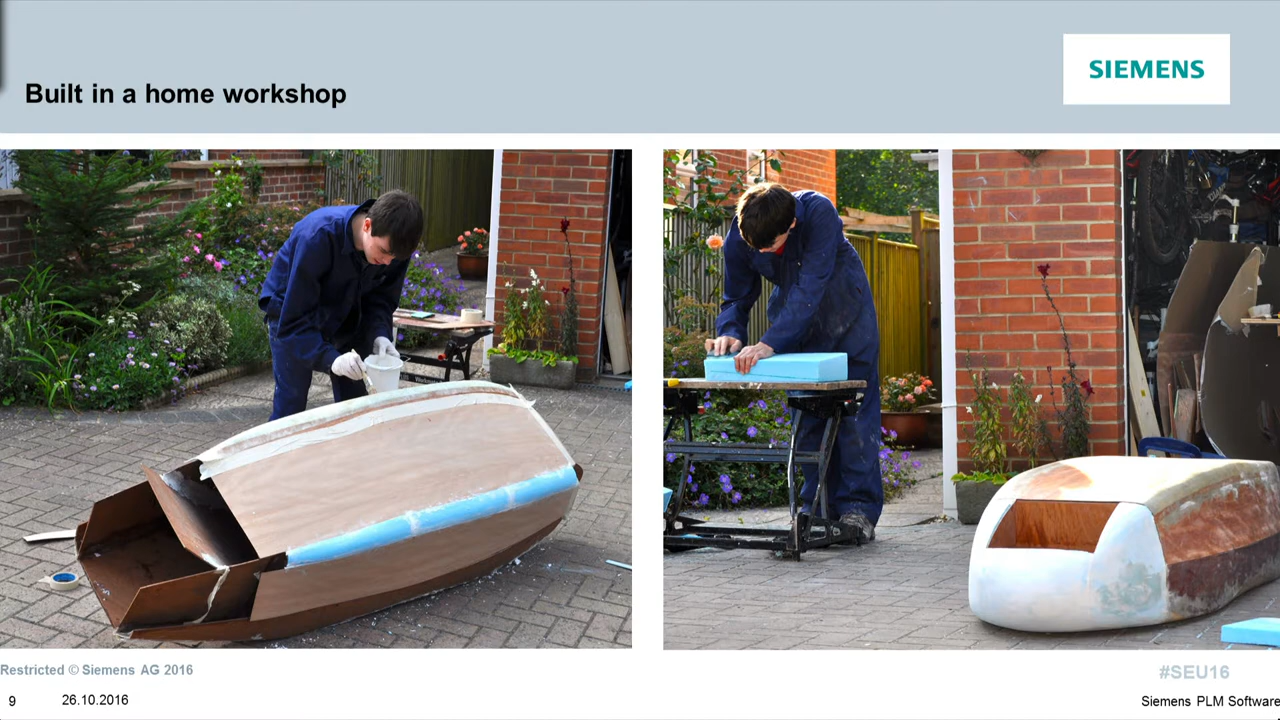 SIEMENS
Built in a home workshop
Restricted © Siemens AG 2016
#SEU16
9
26.10.2016
Siemens PLM Software